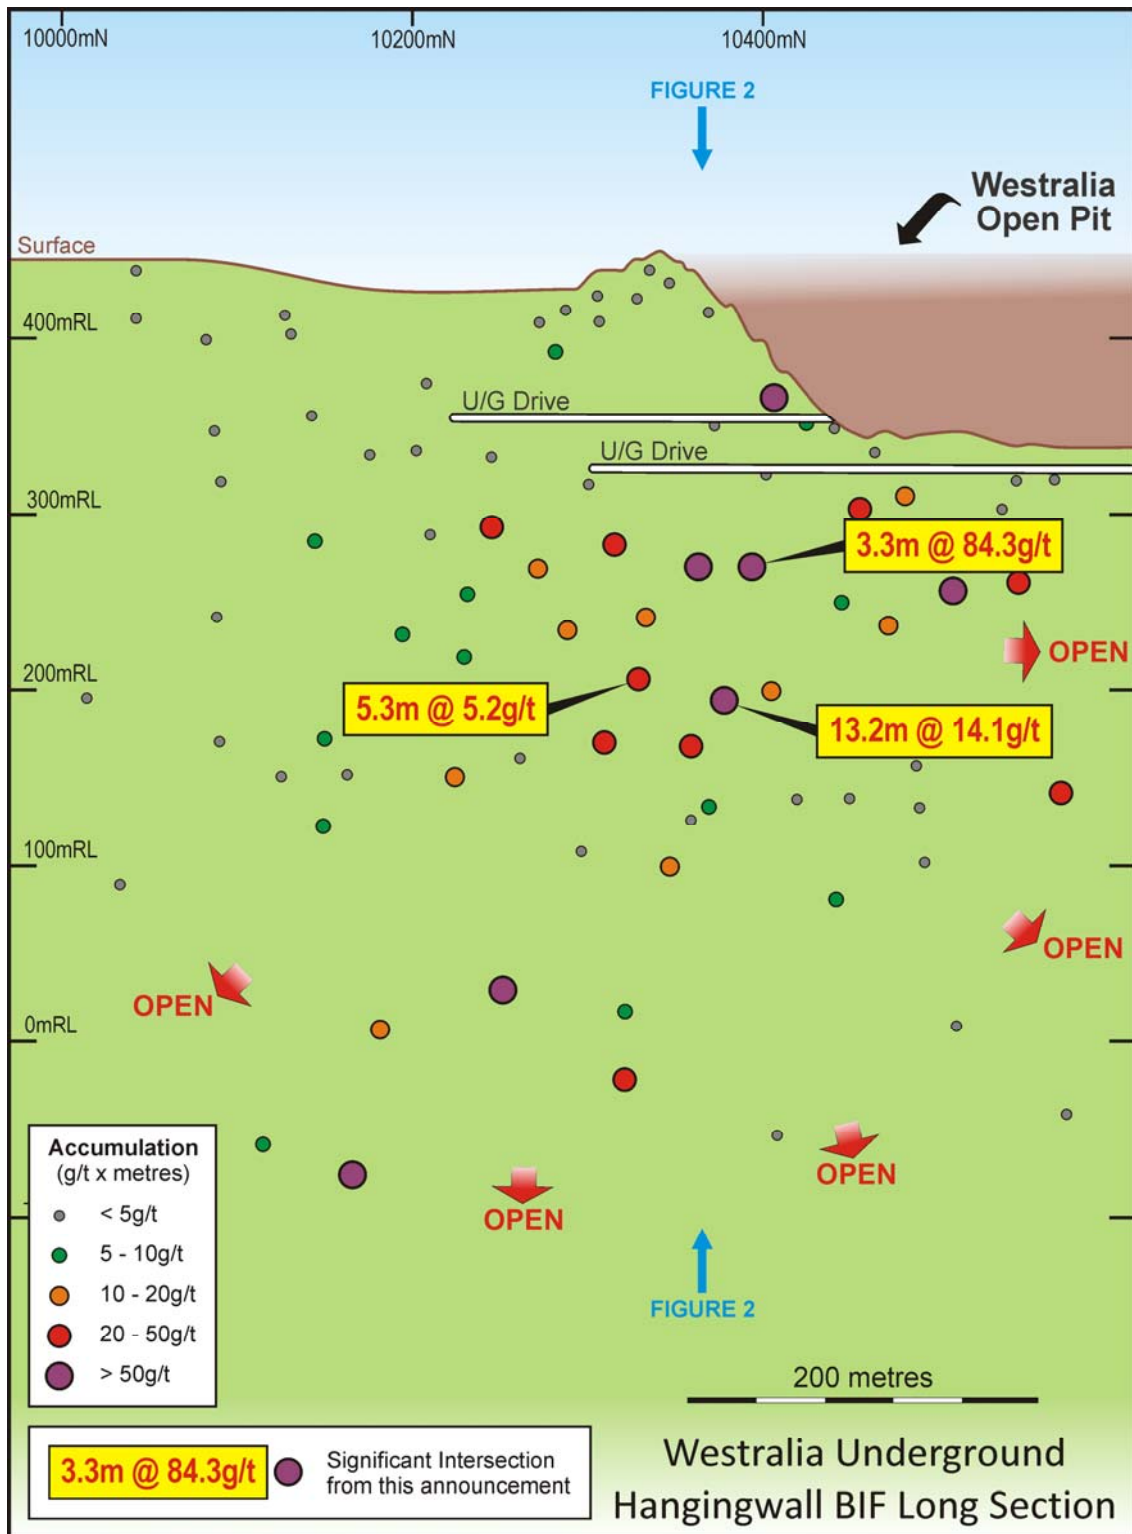 10000mN
10200mN
10400mN
FIGURE 2
Westralia
Open Pit
Surface
400mRL
U/G Drive
U/G Drive
300mRL
3.3m @ 84.3g/t
OPEN
200mRL
5.3m @ 5.2g/t
13.2m @ 14.1g/t
100mRL
OPEN
OPEN
0mRL
Accumulation
(g/t x metres)
< 5g/t
5 - 10g/t
10 - 20g/t
20 - 50g/t
> 50g/t
OPEN
OPEN
FIGURE 2
200 metres
3.3m @ 84.3g/t
Significant Intersection
from this announcement
Westralia Underground
Hangingwall BIF Long Section